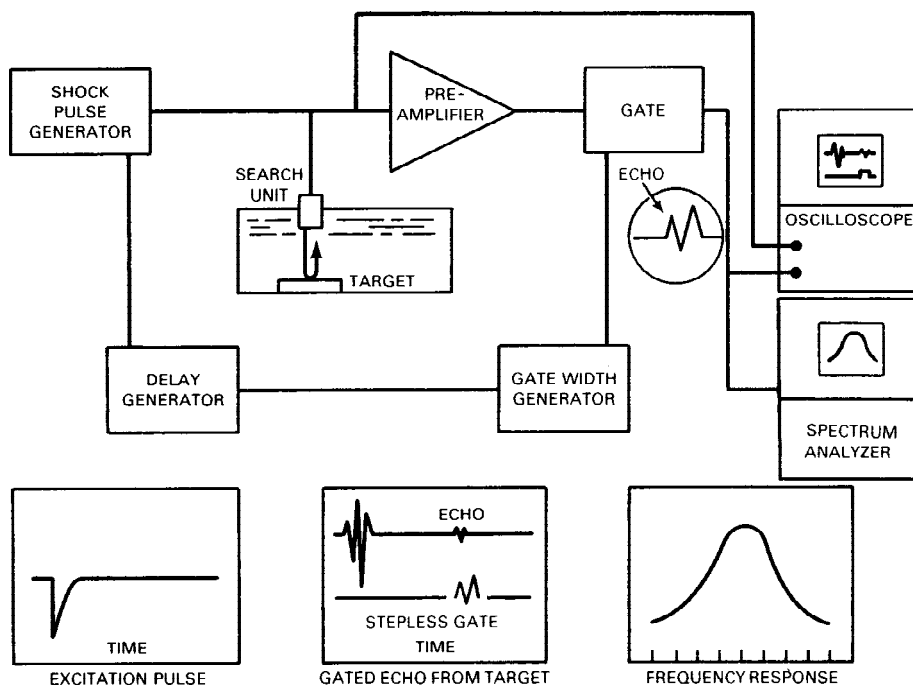 SHOCK
PULSE
GENERATOR
PRE-
AMPLIFIER
GATE
SEARCH
UNIT
ECHO
TARGET
OSCILLOSCOPE
DELAY
GENERATOR
GATE WIDTH
GENERATOR
SPECTRUM
ANALYZER
TIME
EXCITATION PULSE
ECHO
STEPLESS GATE
TIME
GATED ECHO FROM TARGET
FREQUENCY RESPONSE